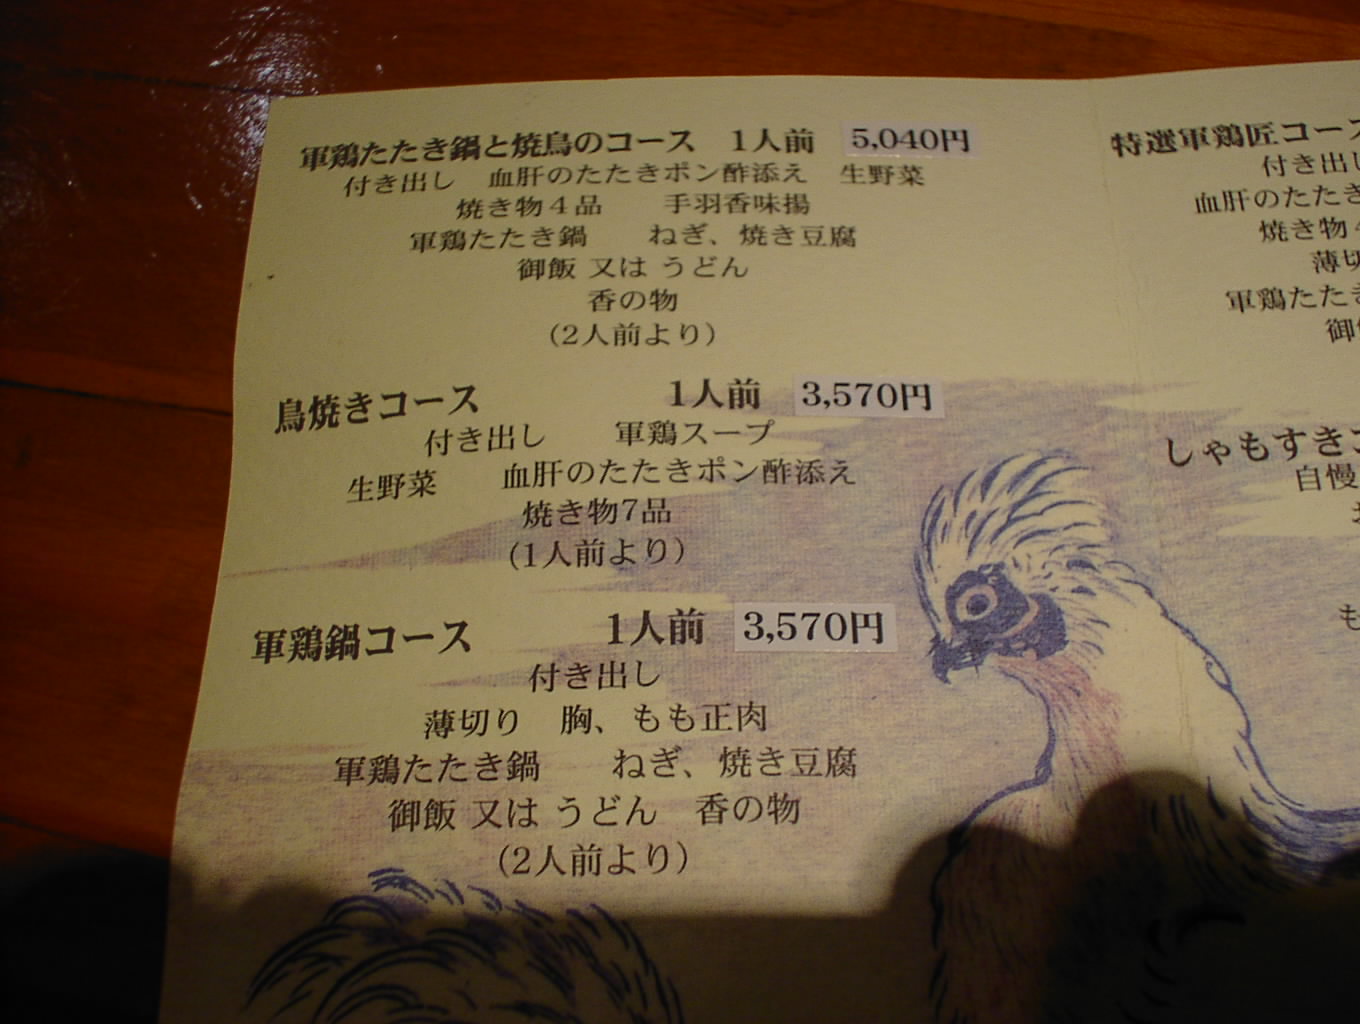 軍鶏たたき鍋と焼鳥のコース 1人前 5,040円
付き出し 血肝のたたきポン酢添え 生野菜
焼き物4品 手羽香味揚
軍鶏たたき鍋 ねぎ、焼き豆腐
御飯 又は うどん
香の物
(2人前より)
鳥焼きコース 1人前 3,570円
付き出し 軍鶏スープ
生野菜 血肝のたたきポン酢添え
焼き物7品
(1人前より)
軍鶏鍋コース 1人前 3,570円
付き出し
薄切り 胸、もも正肉
軍鶏たたき鍋 ねぎ、焼き豆腐
御飯 又は うどん 香の物
(2人前より)
特選軍鶏匠コース
付き出し
血肝のたたき
焼き物
薄切
軍鶏たたき
御
しゃもすき
自慢
も